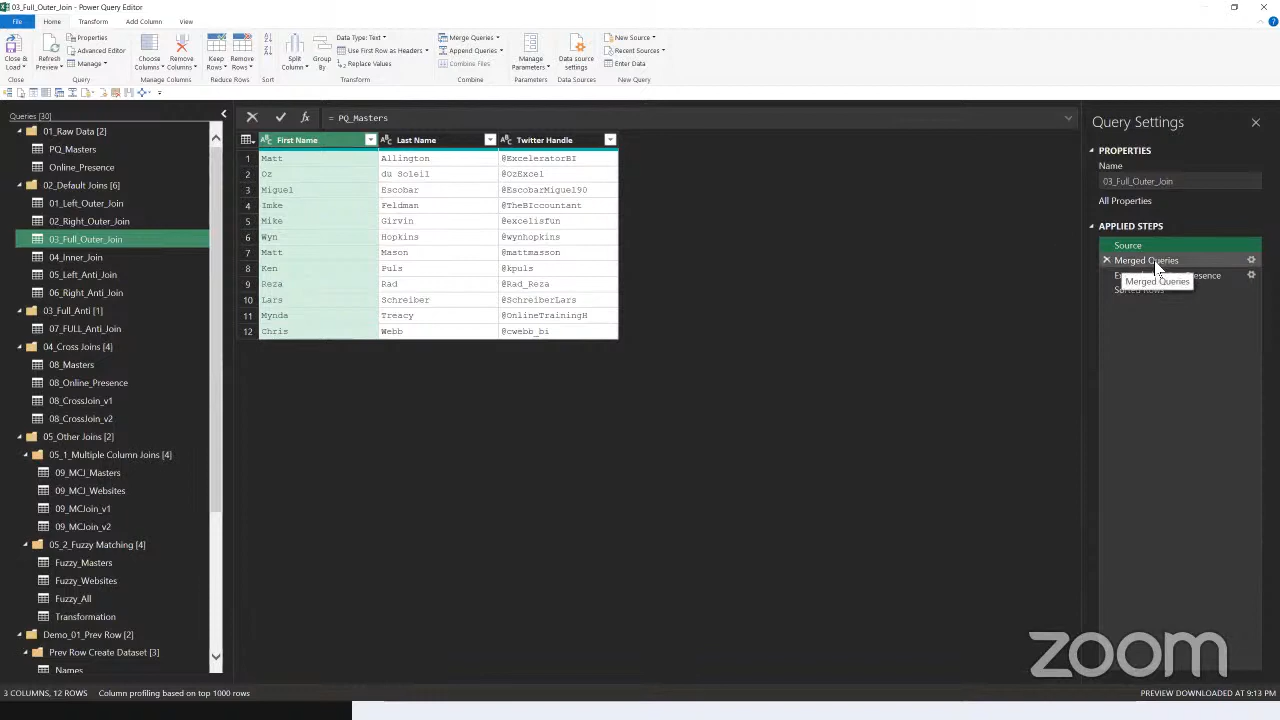 03_Full_Outer_Join - Power Query Editor
File Home Transform Add Column View
Close & Load
Refresh Preview
Properties
Advanced Editor
Manage
Choose Columns
Remove Columns
Keep Rows
Remove Rows
Split Column
Group By
Data Type: Text
Use First Row as Headers
Replace Values
Merge Queries
Append Queries
Combine Files
Manage Parameters
Data source settings
New Source
Recent Sources
Enter Data
Close Query Manage Columns Reduce Rows Sort Transform Combine Parameters Data Sources New Query
Queries [30]
01_Raw Data [2]
PQ_Masters
Online_Presence
02_Default Joins [6]
01_Left_Outer_Join
02_Right_Outer_Join
03_Full_Outer_Join
04_Inner_Join
05_Left_Anti_Join
06_Right_Anti_Join
03_Full_Anti [1]
07_FULL_Anti_Join
04_Cross Joins [4]
08_Masters
08_Online_Presence
08_CrossJoin_v1
08_CrossJoin_v2
05_Other Joins [2]
05_1_Multiple Column Joins [4]
09_MCJ_Masters
09_MCJ_Websites
09_MCJoin_v1
09_MCJoin_v2
05_2_Fuzzy Matching [4]
Fuzzy_Masters
Fuzzy_Websites
Fuzzy_All
Transformation
Demo_01_Prev Row [2]
Prev Row Create Dataset [3]
Names
fx = PQ_Masters
First Name Last Name Twitter Handle
1 Matt Allington @ExceleratorBI
2 Oz du Soleil @OzExcel
3 Miguel Escobar @EscobarMiguel90
4 Imke Feldman @TheBIccountant
5 Mike Girvin @excelisfun
6 Wyn Hopkins @wynhopkins
7 Matt Mason @mattmasson
8 Ken Puls @kpuls
9 Reza Rad @Rad_Reza
10 Lars Schreiber @SchreiberLars
11 Mynda Treacy @OnlineTrainingH
12 Chris Webb @cwebb_bi
Query Settings
PROPERTIES
Name
03_Full_Outer_Join
All Properties
APPLIED STEPS
Source
Merged Queries
Merged Queries
zoom
3 COLUMNS, 12 ROWS Column profiling based on top 1000 rows
PREVIEW DOWNLOADED AT 9:13 PM